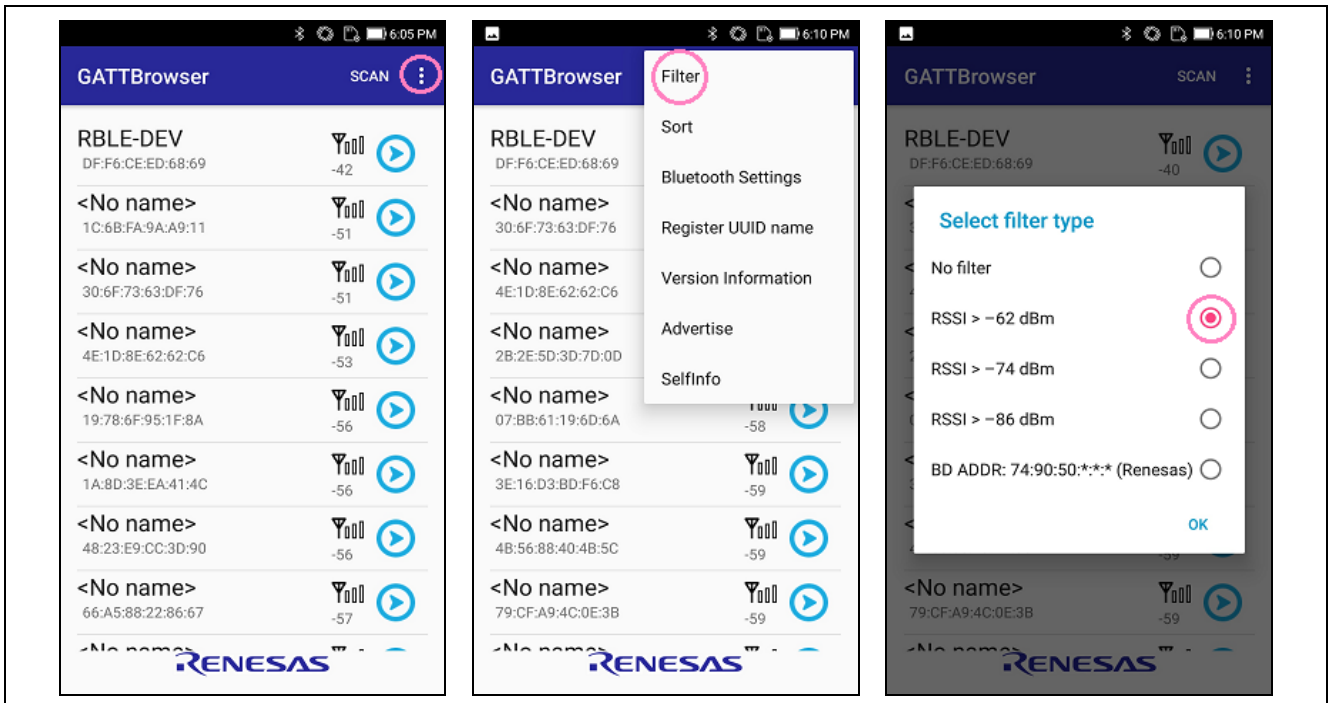 6:05 PM
GATTBrowser SCAN
RBLE-DEV
DF:F6:CE:ED:68:69 -42
<No name>
1C:6B:FA:9A:A9:11 -51
<No name>
30:6F:73:63:DF:76 -51
<No name>
4E:1D:8E:62:62:C6 -53
<No name>
19:78:6F:95:1F:8A -56
<No name>
1A:8D:3E:EA:41:4C -56
<No name>
48:23:E9:CC:3D:90 -56
<No name>
66:A5:88:22:86:67 -57
<No name>
RENESAS
6:10 PM
GATTBrowser
RBLE-DEV
DF:F6:CE:ED:68:69
<No name>
30:6F:73:63:DF:76
<No name>
4E:1D:8E:62:62:C6
<No name>
2B:2E:5D:3D:7D:0D
<No name>
07:BB:61:19:6D:6A -58
<No name>
3E:16:D3:BD:F6:C8 -59
<No name>
4B:56:88:40:4B:5C -59
<No name>
79:CF:A9:4C:0E:3B -59
<No name>
RENESAS
Filter
Sort
Bluetooth Settings
Register UUID name
Version Information
Advertise
SelfInfo
6:10 PM
GATTBrowser SCAN
RBLE-DEV
DF:F6:CE:ED:68:69 -40
Select filter type
No filter
RSSI > −62 dBm
RSSI > −74 dBm
RSSI > −86 dBm
BD ADDR: 74:90:50:*:*:* (Renesas)
OK
-59
<No name>
79:CF:A9:4C:0E:3B -59
<No name>
RENESAS